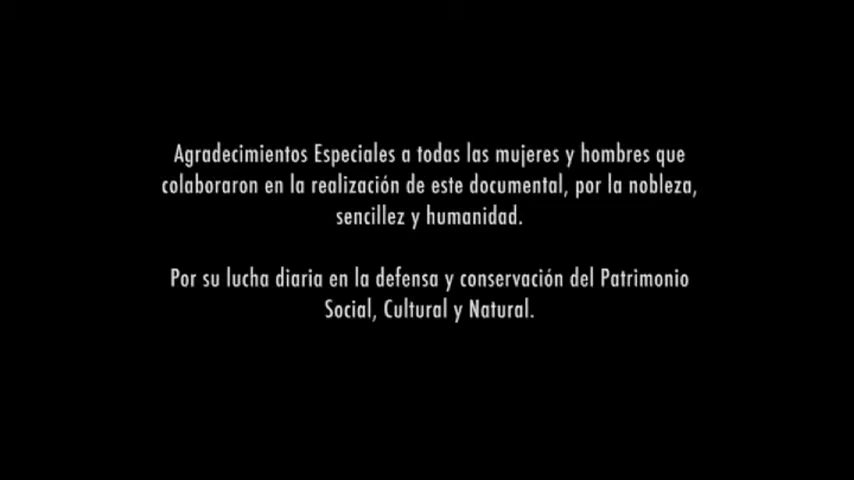 Agradecimientos Especiales a todas las mujeres y hombres que
colaboraron en la realización de este documental, por la nobleza,
sencillez y humanidad.
Por su lucha diaria en la defensa y conservación del Patrimonio
Social, Cultural y Natural.